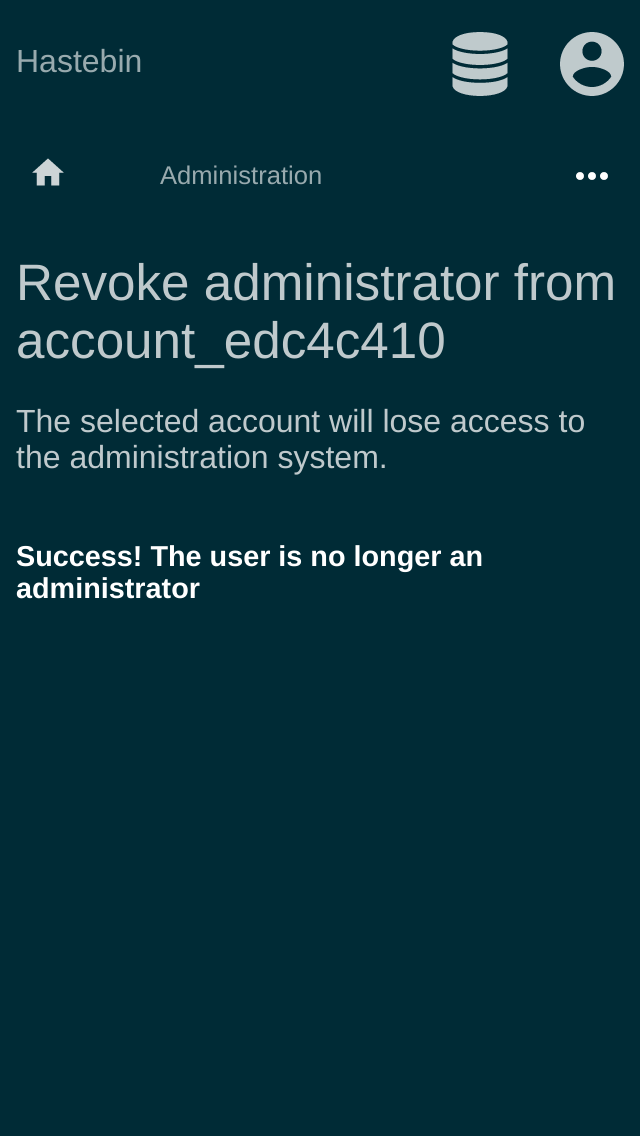 Hastebin
Administration
Revoke administrator from
account_edc4c410
The selected account will lose access to
the administration system.
Success! The user is no longer an
administrator